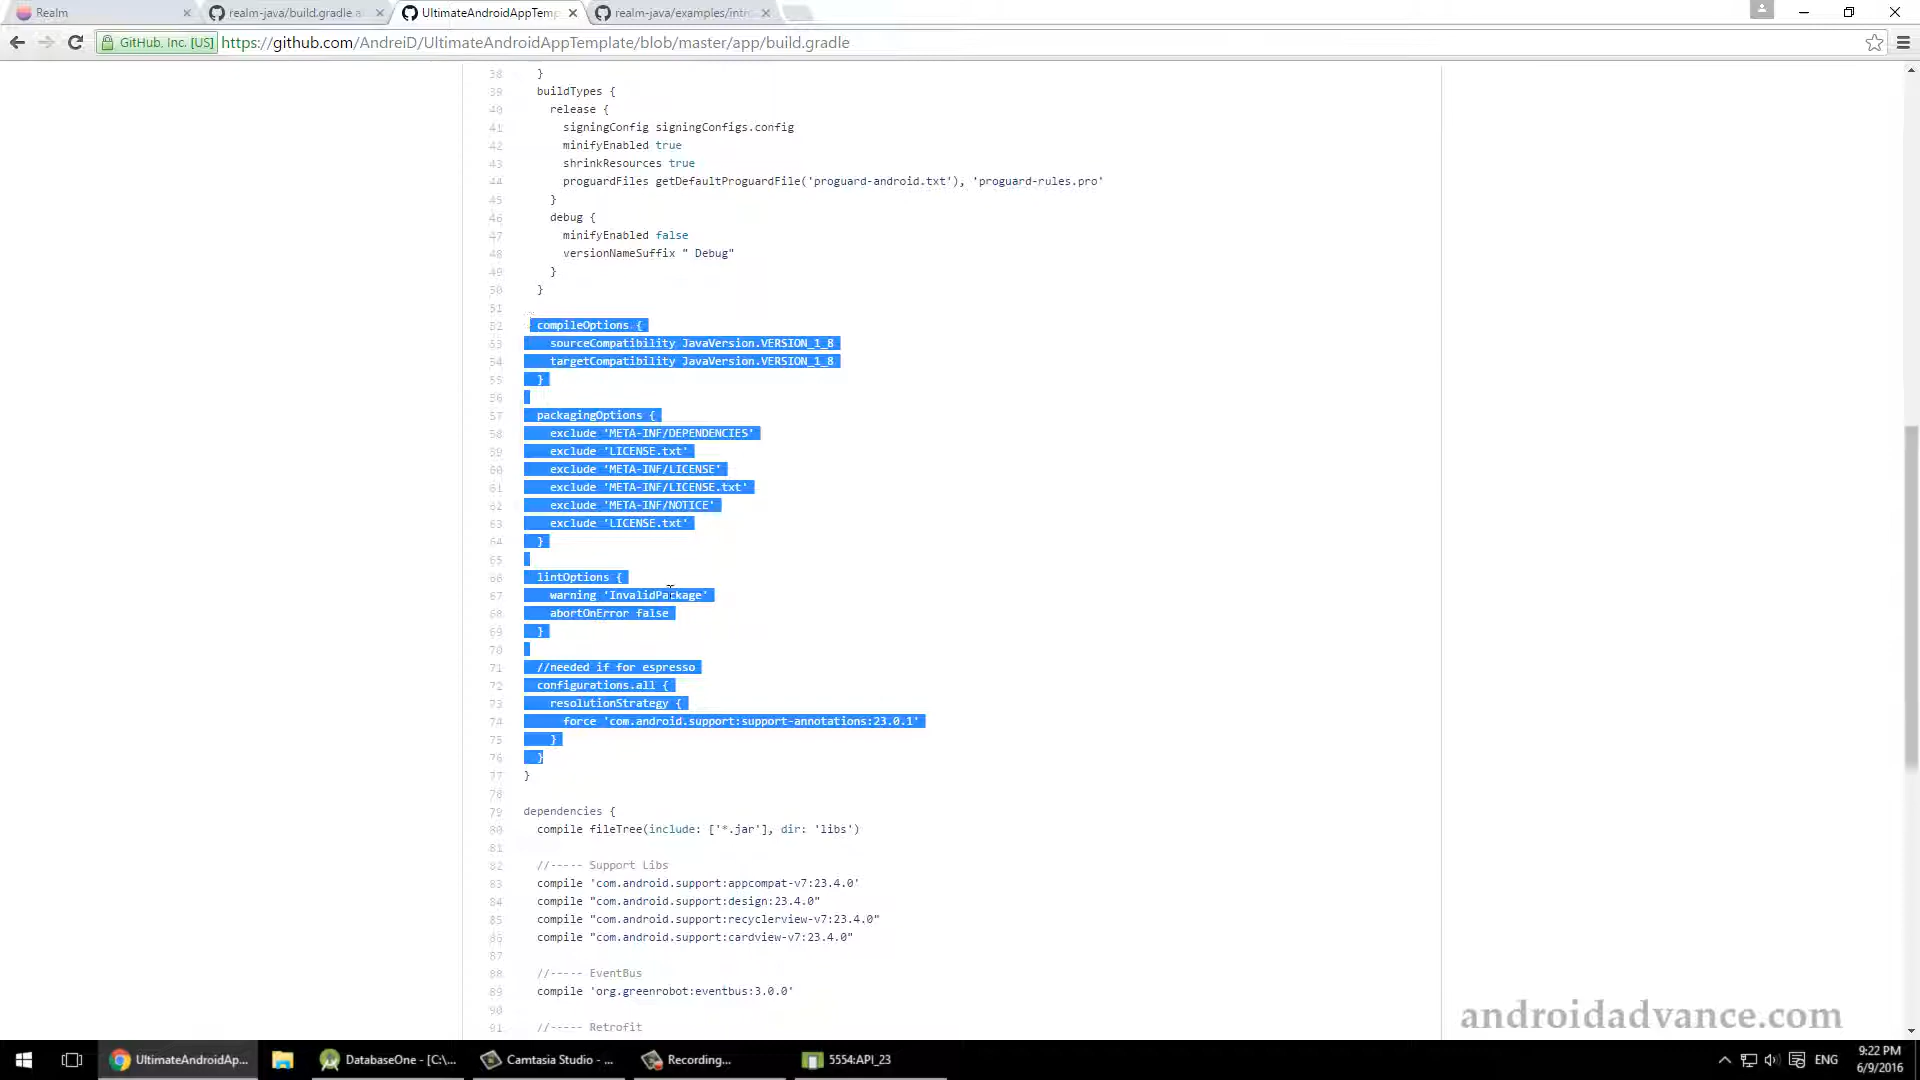 Realm
realm-java/build.gradle a
UltimateAndroidAppTemp
realm-java/examples/intr
GitHub, Inc. [US]
https://github.com/AndreiD/UltimateAndroidAppTemplate/blob/master/app/build.gradle
38 }
39 buildTypes {
40 release {
41 signingConfig signingConfigs.config
42 minifyEnabled true
43 shrinkResources true
44 proguardFiles getDefaultProguardFile('proguard-android.txt'), 'proguard-rules.pro'
45 }
46 debug {
47 minifyEnabled false
48 versionNameSuffix " Debug"
49 }
50 }
51
52 compileOptions {
53 sourceCompatibility JavaVersion.VERSION_1_8
54 targetCompatibility JavaVersion.VERSION_1_8
55 }
56
57 packagingOptions {
58 exclude 'META-INF/DEPENDENCIES'
59 exclude 'LICENSE.txt'
60 exclude 'META-INF/LICENSE'
61 exclude 'META-INF/LICENSE.txt'
62 exclude 'META-INF/NOTICE'
63 exclude 'LICENSE.txt'
64 }
65
66 lintOptions {
67 warning 'InvalidPackage'
68 abortOnError false
69 }
70
71 //needed if for espresso
72 configurations.all {
73 resolutionStrategy {
74 force 'com.android.support:support-annotations:23.0.1'
75 }
76 }
77 }
78
79 dependencies {
80 compile fileTree(include: ['*.jar'], dir: 'libs')
81
82 //----- Support Libs
83 compile 'com.android.support:appcompat-v7:23.4.0'
84 compile "com.android.support:design:23.4.0"
85 compile "com.android.support:recyclerview-v7:23.4.0"
86 compile "com.android.support:cardview-v7:23.4.0"
87
88 //----- EventBus
89 compile 'org.greenrobot:eventbus:3.0.0'
90
91 //----- Retrofit
androidadvance.com
UltimateAndroidAp...
DatabaseOne - [C:\...
Camtasia Studio - ...
Recording...
5554:API_23
ENG
9:22 PM
6/9/2016